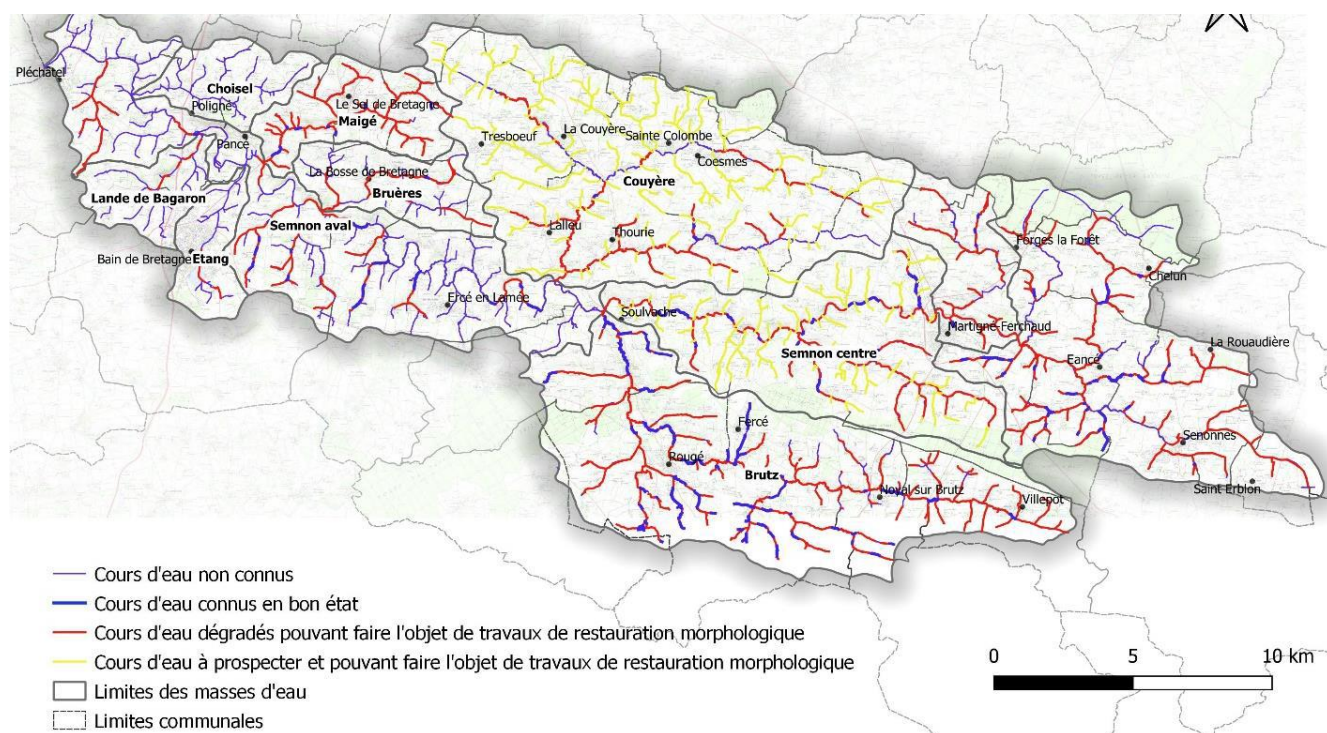 Pléchâtel
Choisel
Poligné
Le Sel de Bretagne
Maigé
Pancé
Tresboeuf
La Couyère
Sainte Colombe
Coesmes
La Bosse de Bretagne
Couyère
Bruères
Lande de Bagaron
Semnon aval
Lalleu
Thourie
Forges la Forêt
Bain de Bretagne
Etang
Chelun
Ercé en Lamée
Soulvache
Martigné-Ferchaud
Semnon centre
La Rouaudière
Eancé
Fercé
Senonnes
Rougé
Brutz
Saint Erblon
Noyal sur Brutz
Villepot
Cours d'eau non connus
Cours d'eau connus en bon état
Cours d'eau dégradés pouvant faire l'objet de travaux de restauration morphologique
Cours d'eau à prospecter et pouvant faire l'objet de travaux de restauration morphologique
Limites des masses d'eau
Limites communales
0 5 10 km